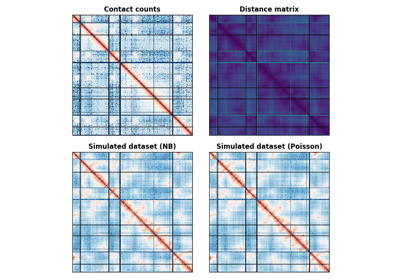 Contact counts
Distance matrix
Simulated dataset (NB)
Simulated dataset (Poisson)